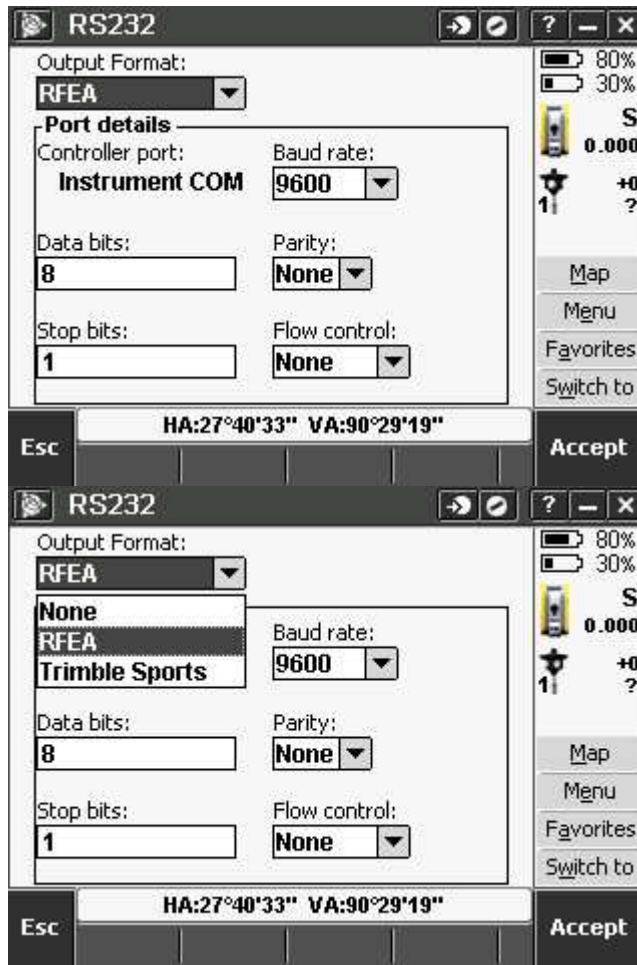 RS232 ? – X
Output Format: 80%
RFEA 30%
Port details S
Controller port: Baud rate: 0.000
Instrument COM 9600 +0
1 ?
Data bits: Parity:
8 None Map
Menu
Stop bits: Flow control: Favorites
1 None Switch to
HA:27°40'33" VA:90°29'19"
Esc Accept
RS232 ? – X
Output Format: 80%
RFEA 30%
None S
RFEA Baud rate: 0.000
Trimble Sports 9600 +0
1 ?
Data bits: Parity:
8 None Map
Menu
Stop bits: Flow control: Favorites
1 None Switch to
HA:27°40'33" VA:90°29'19"
Esc Accept